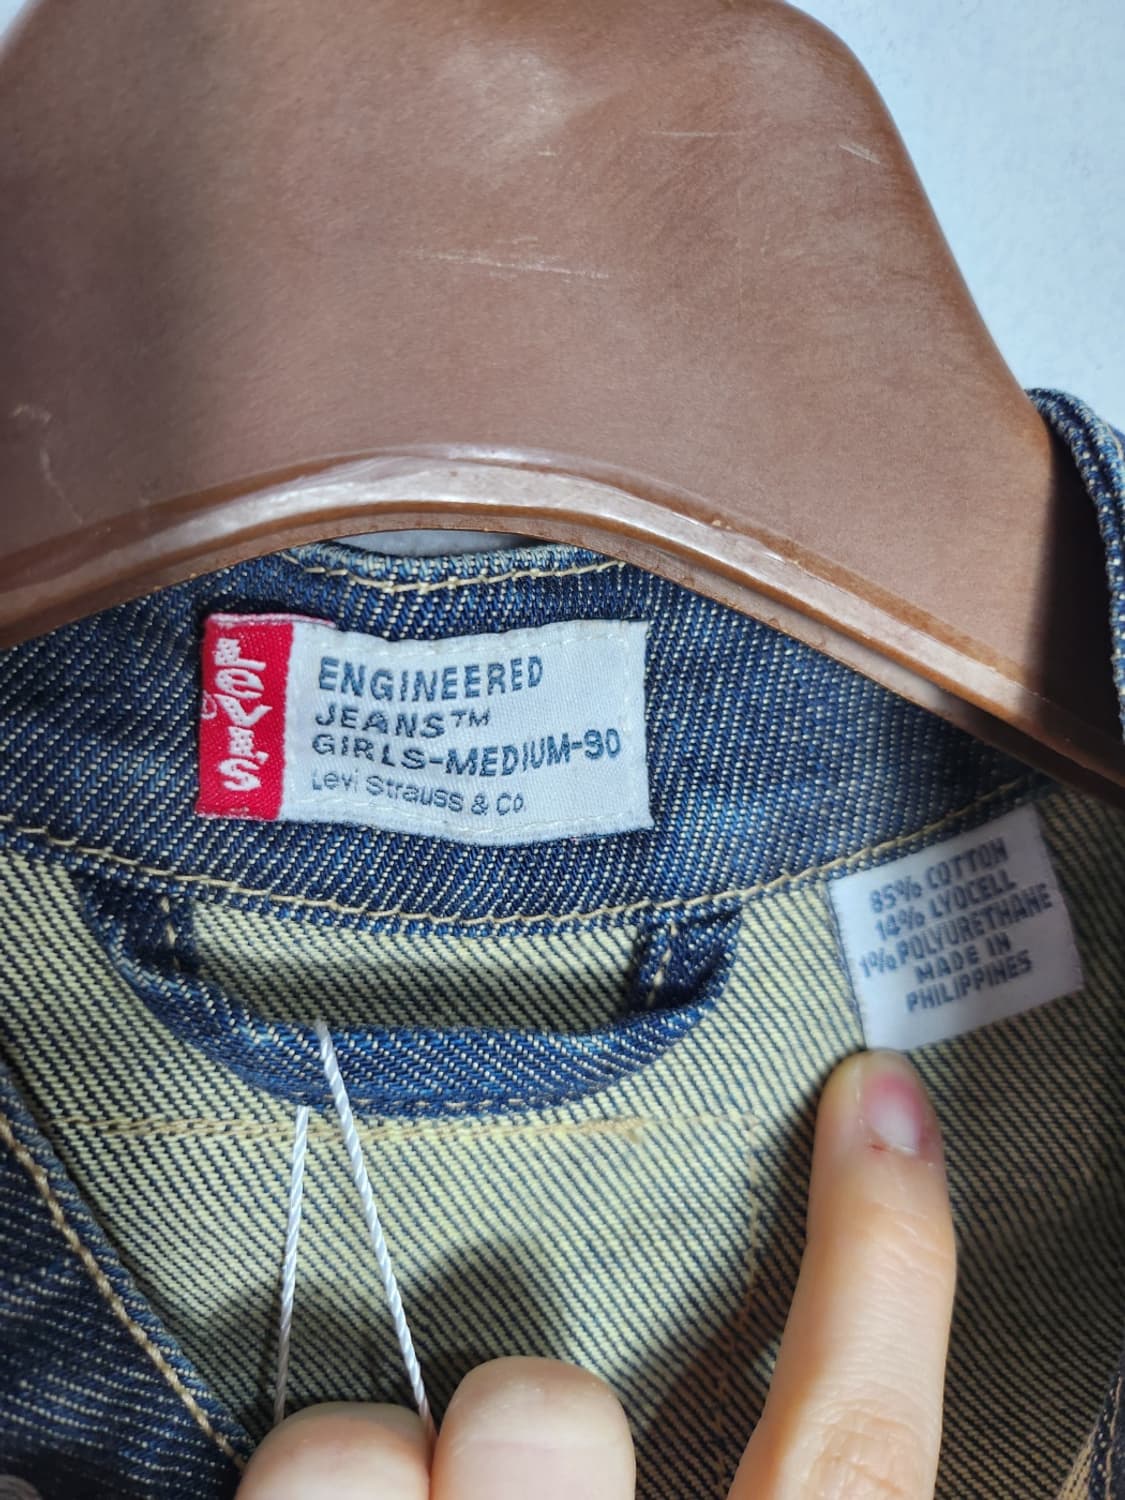 Levi's
ENGINEERED
JEANS™
GIRLS-MEDIUM-90
Levi Strauss & Co
85% COTTON
14% LYOCELL
1% POLYURETHANE
MADE IN
PHILIPPINES